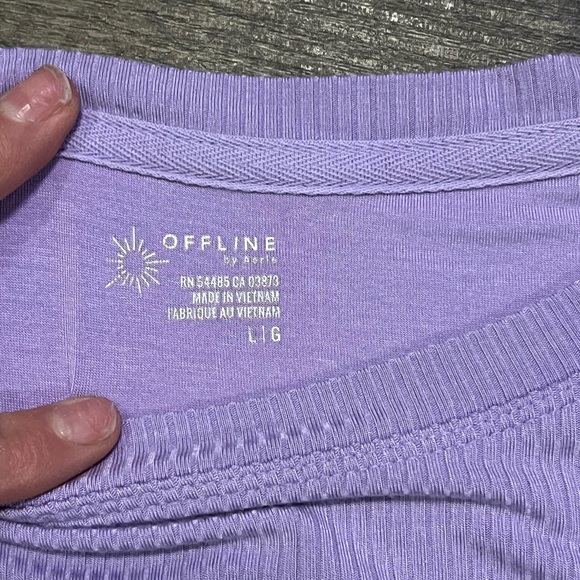 OFFLINE
by Aerie
RN 54485 CA 03873
MADE IN VIETNAM
FABRIQUE AU VIETNAM
L|G